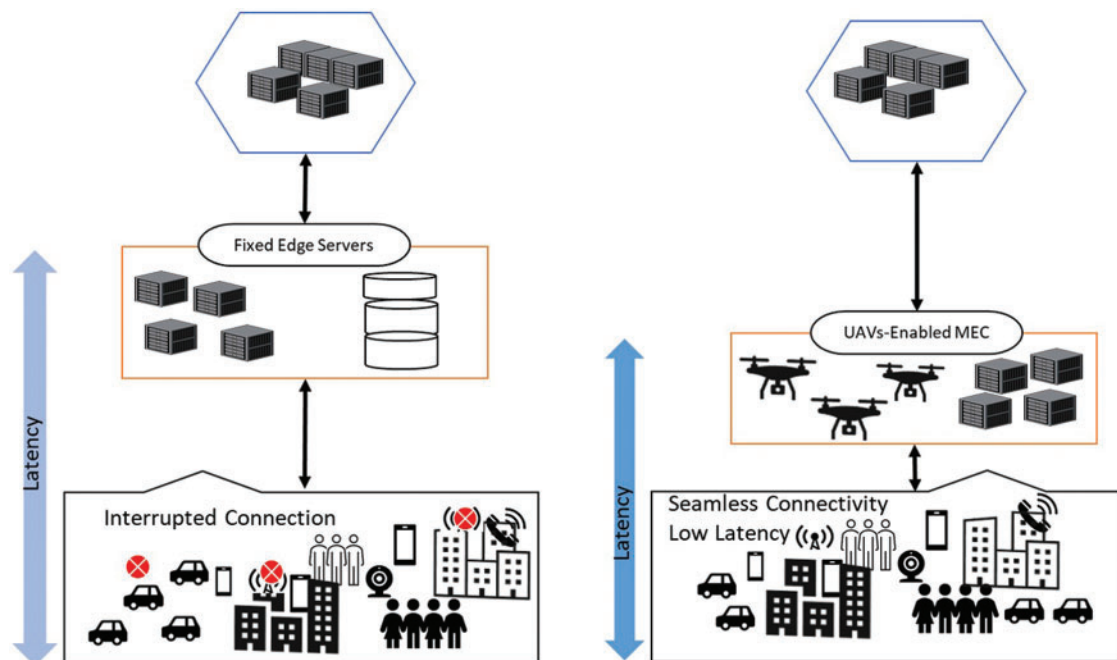 Fixed Edge Servers
Latency
Interrupted Connection
UAVs-Enabled MEC
Latency
Seamless Connectivity
Low Latency